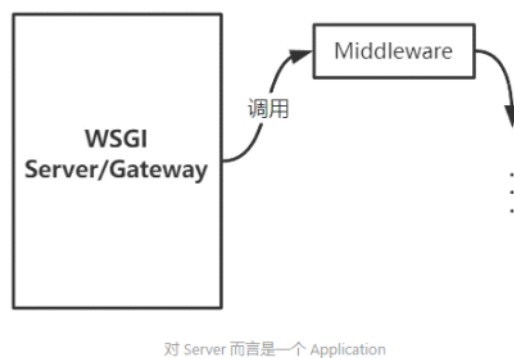 Middleware
调用
WSGI
Server/Gateway
对 Server 而言是一个 Application